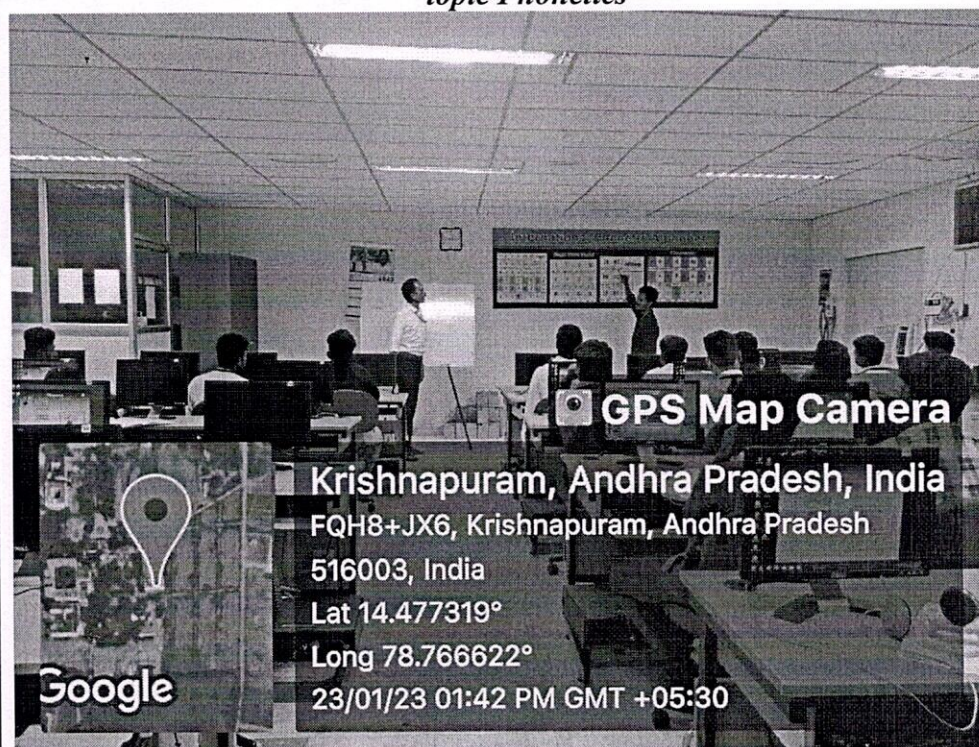 topic Phonetics
GPS Map Camera
Krishnapuram, Andhra Pradesh, India
FQH8+JX6, Krishnapuram, Andhra Pradesh
516003, India
Lat 14.477319°
Long 78.766622°
23/01/23 01:42 PM GMT +05:30
Google